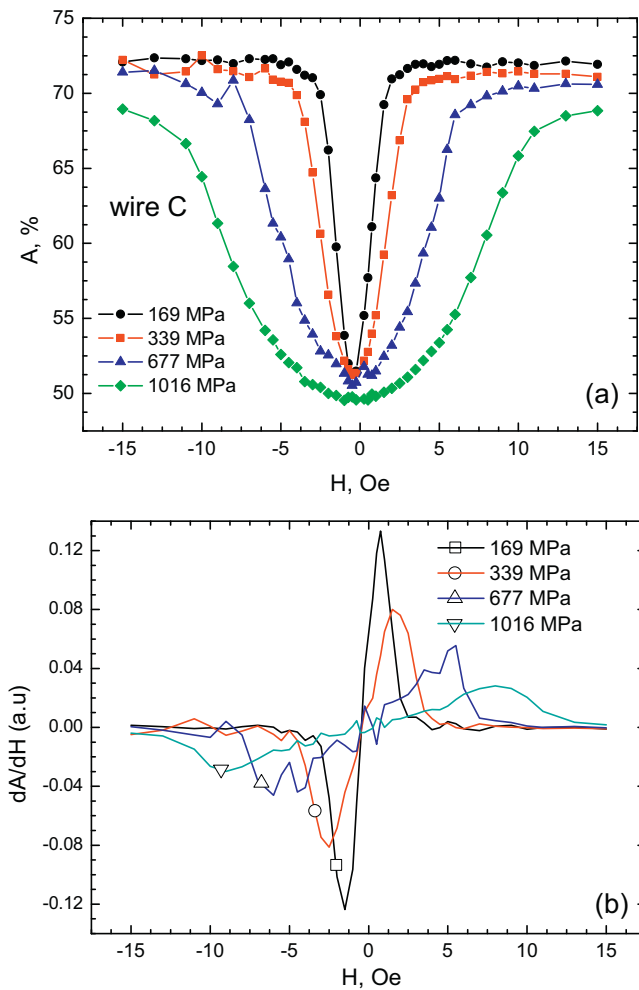 75
70
65
60
55
50
A, %
wire C
169 MPa
339 MPa
677 MPa
1016 MPa
(a)
-15 -10 -5 0 5 10 15
H, Oe
0.12
0.08
0.04
0.00
-0.04
-0.08
-0.12
dA/dH (a.u)
169 MPa
339 MPa
677 MPa
1016 MPa
(b)
-15 -10 -5 0 5 10 15
H, Oe